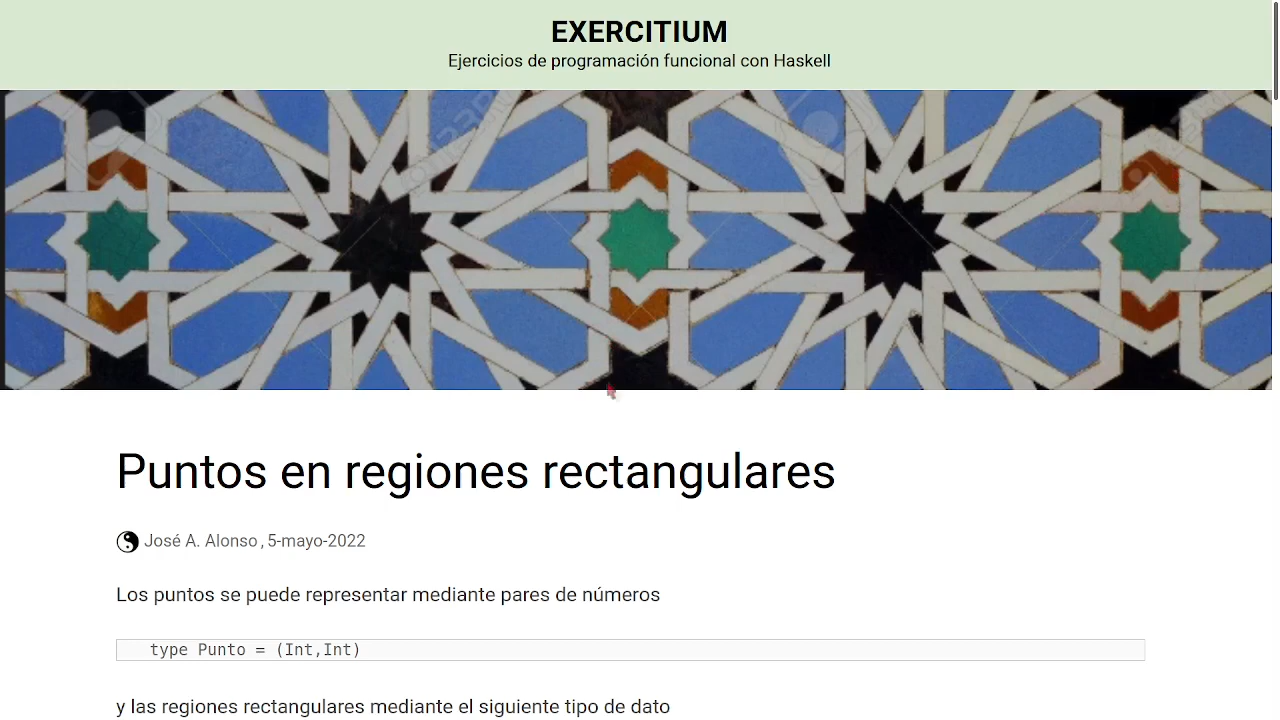 EXERCITIUM
Ejercicios de programación funcional con Haskell
Puntos en regiones rectangulares
José A. Alonso , 5-mayo-2022
Los puntos se puede representar mediante pares de números
type Punto = (Int,Int)
y las regiones rectangulares mediante el siguiente tipo de dato